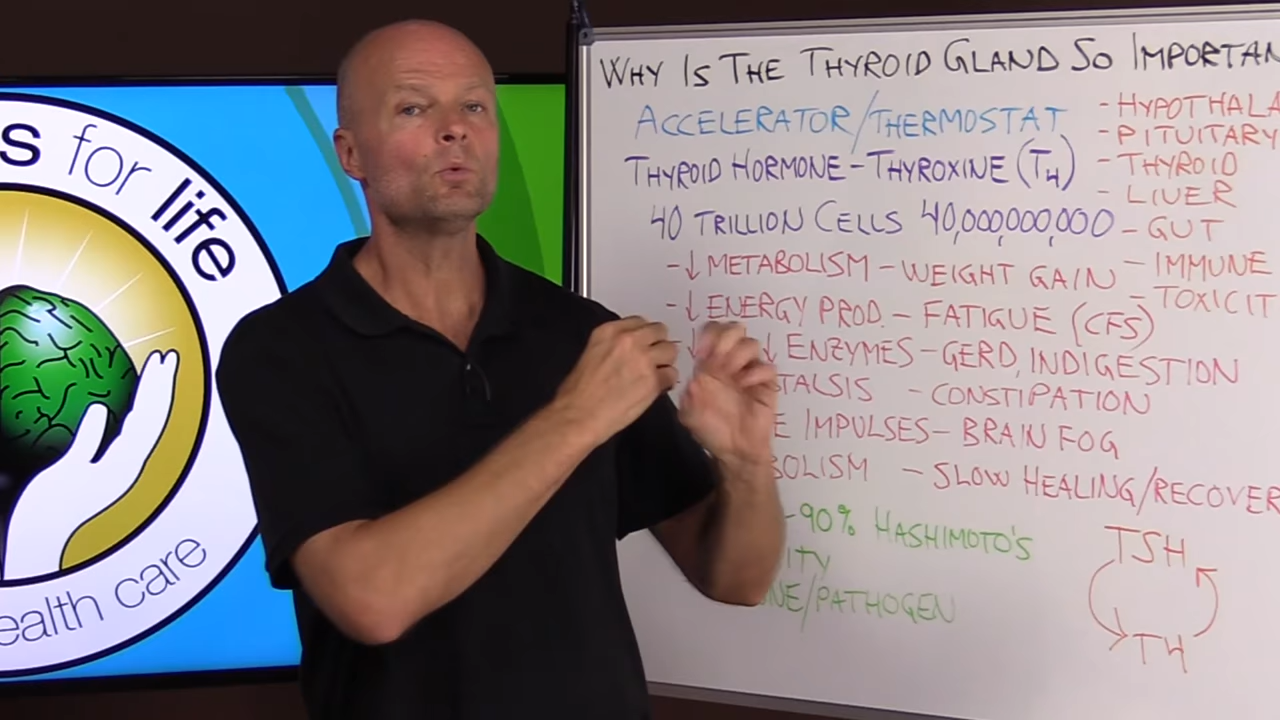 s for life
ealth care
WHY IS THE THYROID GLAND SO IMPORTAN
ACCELERATOR/THERMOSTAT
THYROID HORMONE - THYROXINE (T4)
40 TRILLION CELLS 40,000,000,000
- ↓ METABOLISM - WEIGHT GAIN
- ↓ ENERGY PROD. - FATIGUE (CFS)
- ↓ ↓ ENZYMES - GERD, INDIGESTION
TALSIS - CONSTIPATION
E IMPULSES - BRAIN FOG
BOLISM - SLOW HEALING/RECOVER
- 90% HASHIMOTO'S
ITY
NE/PATHOGEN
- HYPOTHALA
- PITUITARY
- THYROID
- LIVER
- GUT
- IMMUNE
- TOXICIT
TSH
T4